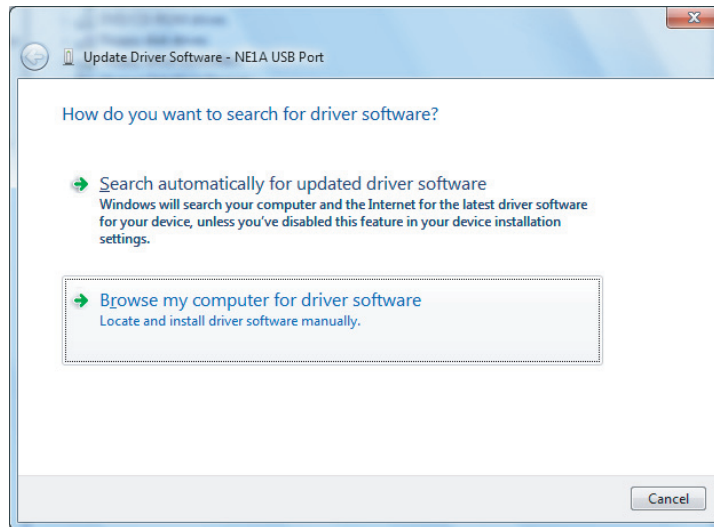 Update Driver Software - NE1A USB Port
How do you want to search for driver software?
Search automatically for updated driver software
Windows will search your computer and the Internet for the latest driver software
for your device, unless you've disabled this feature in your device installation
settings.
Browse my computer for driver software
Locate and install driver software manually.
Cancel